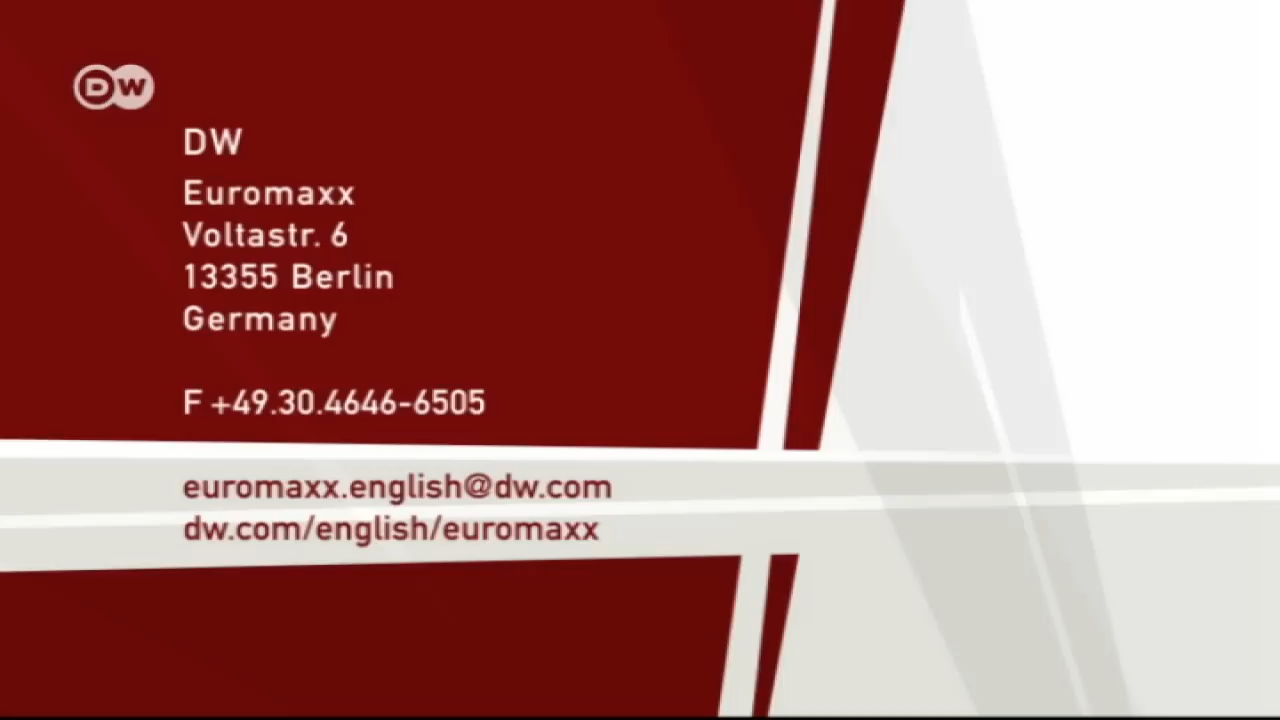 DW
DW
Euromaxx
Voltastr. 6
13355 Berlin
Germany
F +49.30.4646-6505
euromaxx.english@dw.com
dw.com/english/euromaxx